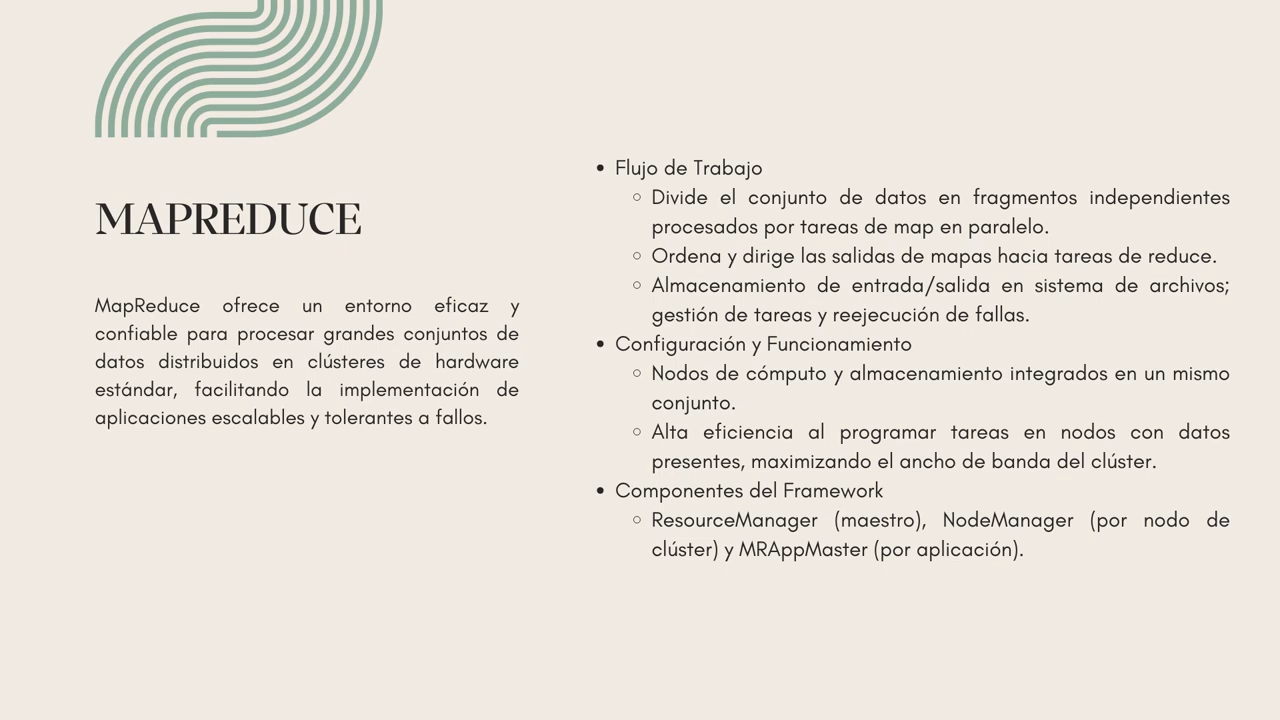 MAPREDUCE
MapReduce ofrece un entorno eficaz y
confiable para procesar grandes conjuntos de
datos distribuidos en clústeres de hardware
estándar, facilitando la implementación de
aplicaciones escalables y tolerantes a fallos.
• Flujo de Trabajo
○ Divide el conjunto de datos en fragmentos independientes
procesados por tareas de map en paralelo.
○ Ordena y dirige las salidas de mapas hacia tareas de reduce.
○ Almacenamiento de entrada/salida en sistema de archivos;
gestión de tareas y reejecución de fallas.
• Configuración y Funcionamiento
○ Nodos de cómputo y almacenamiento integrados en un mismo
conjunto.
○ Alta eficiencia al programar tareas en nodos con datos
presentes, maximizando el ancho de banda del clúster.
• Componentes del Framework
○ ResourceManager (maestro), NodeManager (por nodo de
clúster) y MRAppMaster (por aplicación).